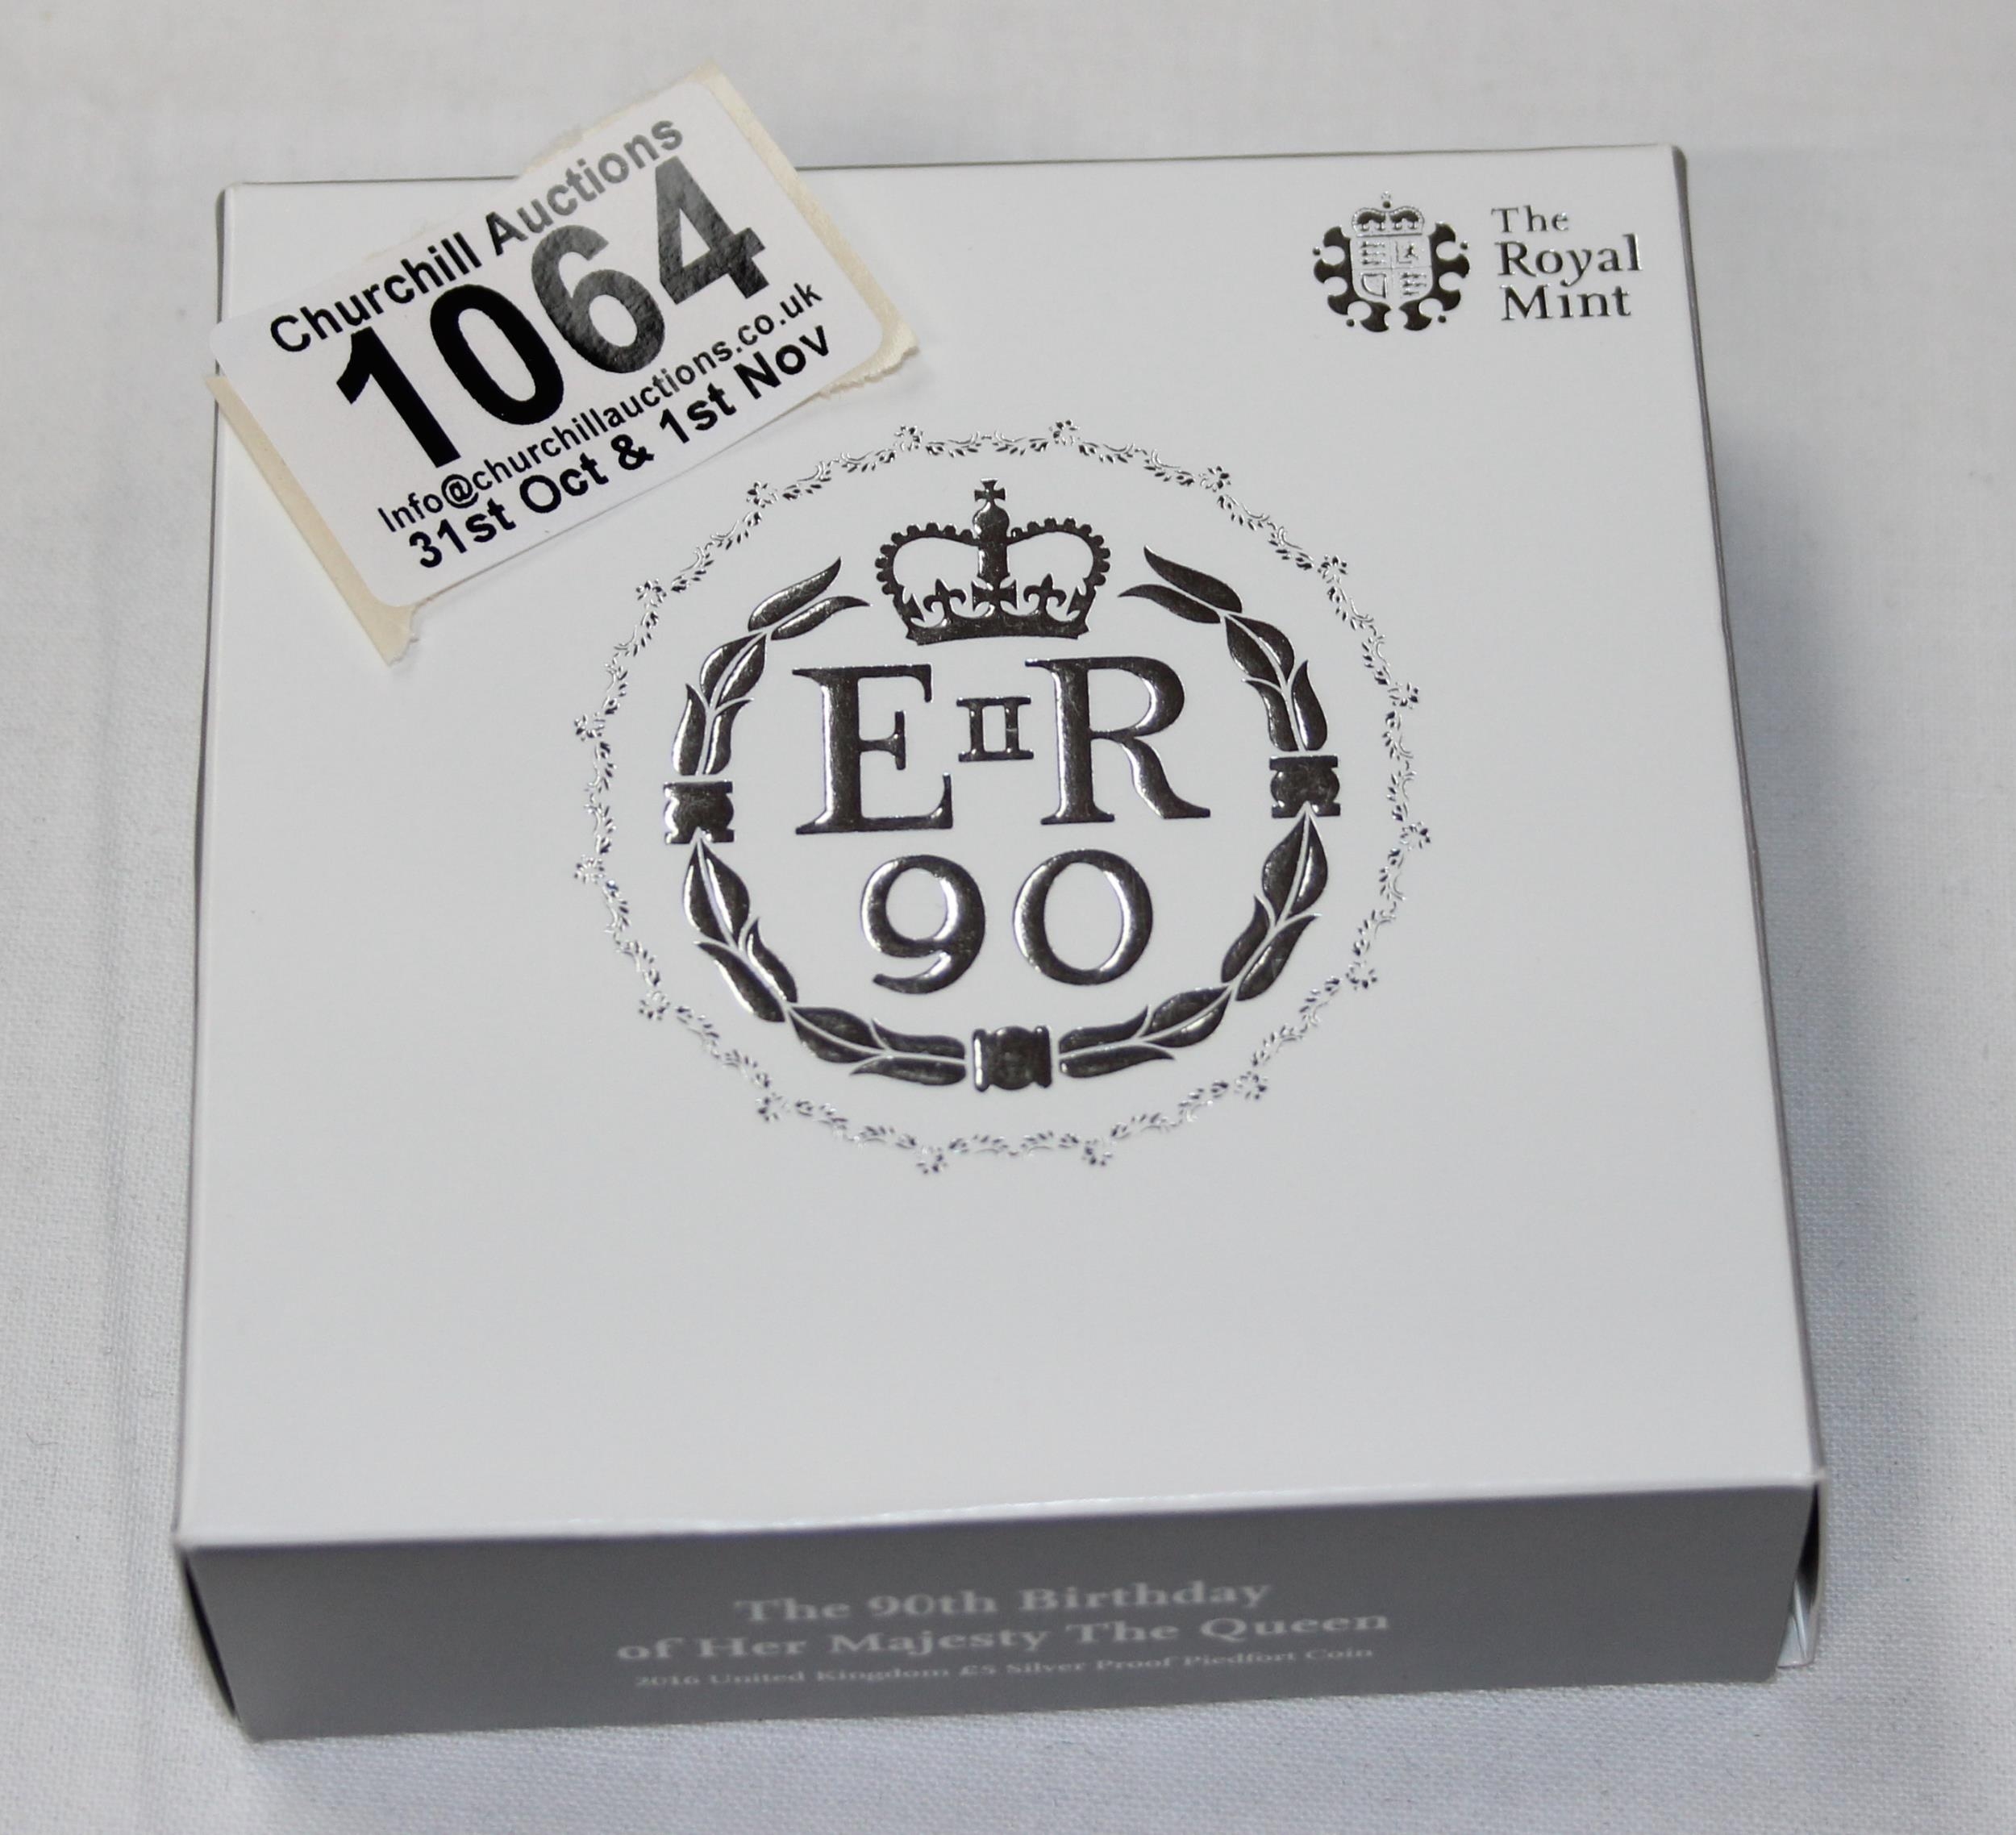 Churchill Auctions
1064
Info@churchillauctions.co.uk
31st Oct & 1st Nov
The
Royal
Mint
E II R
90
The 90th Birthday
of Her Majesty The Queen
2016 United Kingdom £5 Silver Proof Piedfort Coin